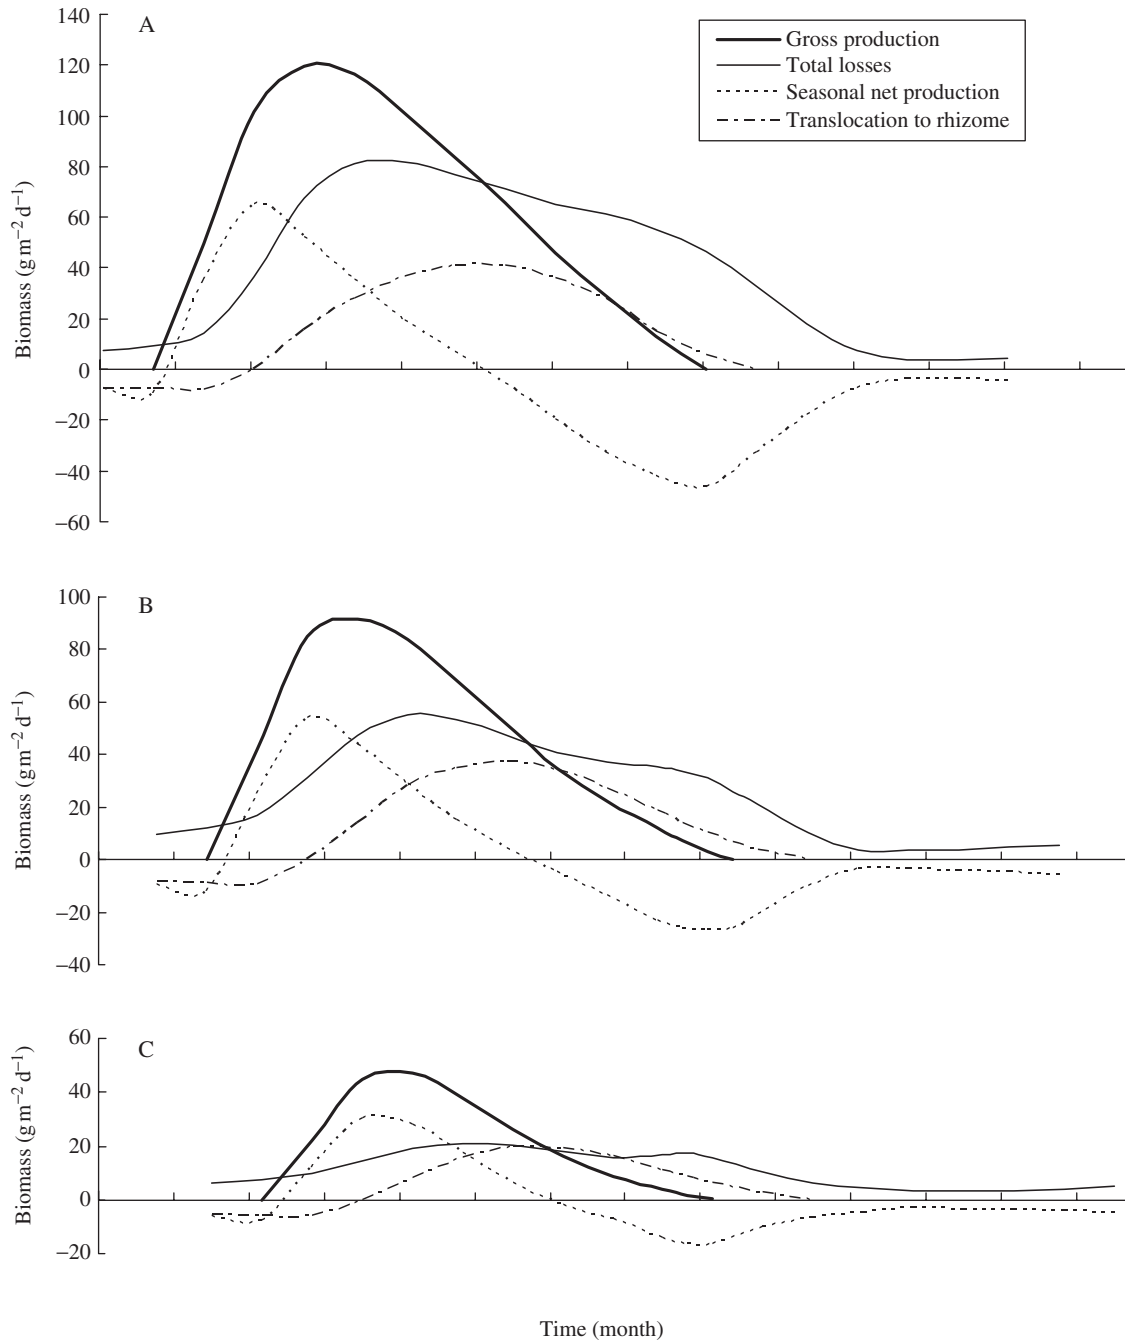 A
Gross production
Total losses
Seasonal net production
Translocation to rhizome
140
120
100
80
60
40
20
0
−20
−40
−60
Biomass (g m−2 d−1)
B
100
80
60
40
20
0
−20
−40
Biomass (g m−2 d−1)
C
60
40
20
0
−20
Biomass (g m−2 d−1)
Time (month)